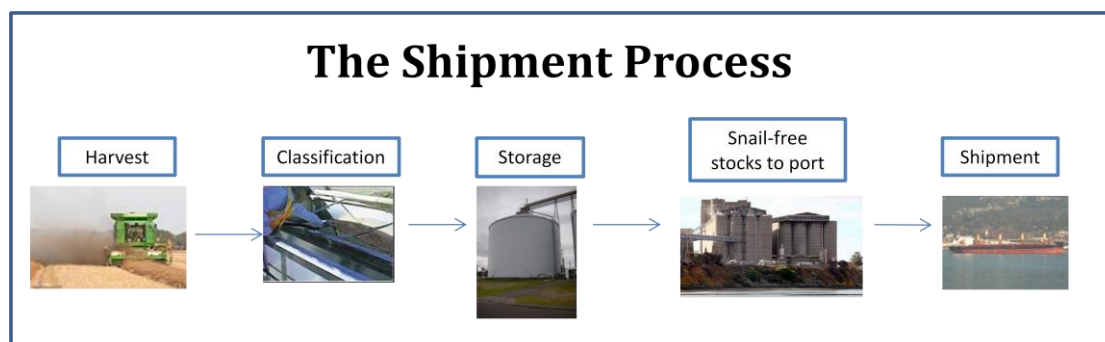 The Shipment Process
Harvest
Classification
Storage
Snail-free
stocks to port
Shipment